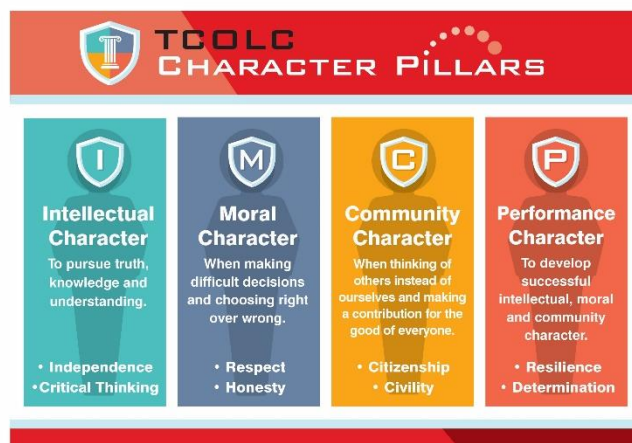 TCOLC
CHARACTER PILLARS
I
Intellectual
Character
To pursue truth,
knowledge and
understanding.
• Independence
•Critical Thinking
M
Moral
Character
When making
difficult decisions
and choosing right
over wrong.
• Respect
• Honesty
C
Community
Character
When thinking of
others instead of
ourselves and making
a contribution for the
good of everyone.
• Citizenship
• Civility
P
Performance
Character
To develop
successful
intellectual, moral
and community
character.
• Resilience
• Determination